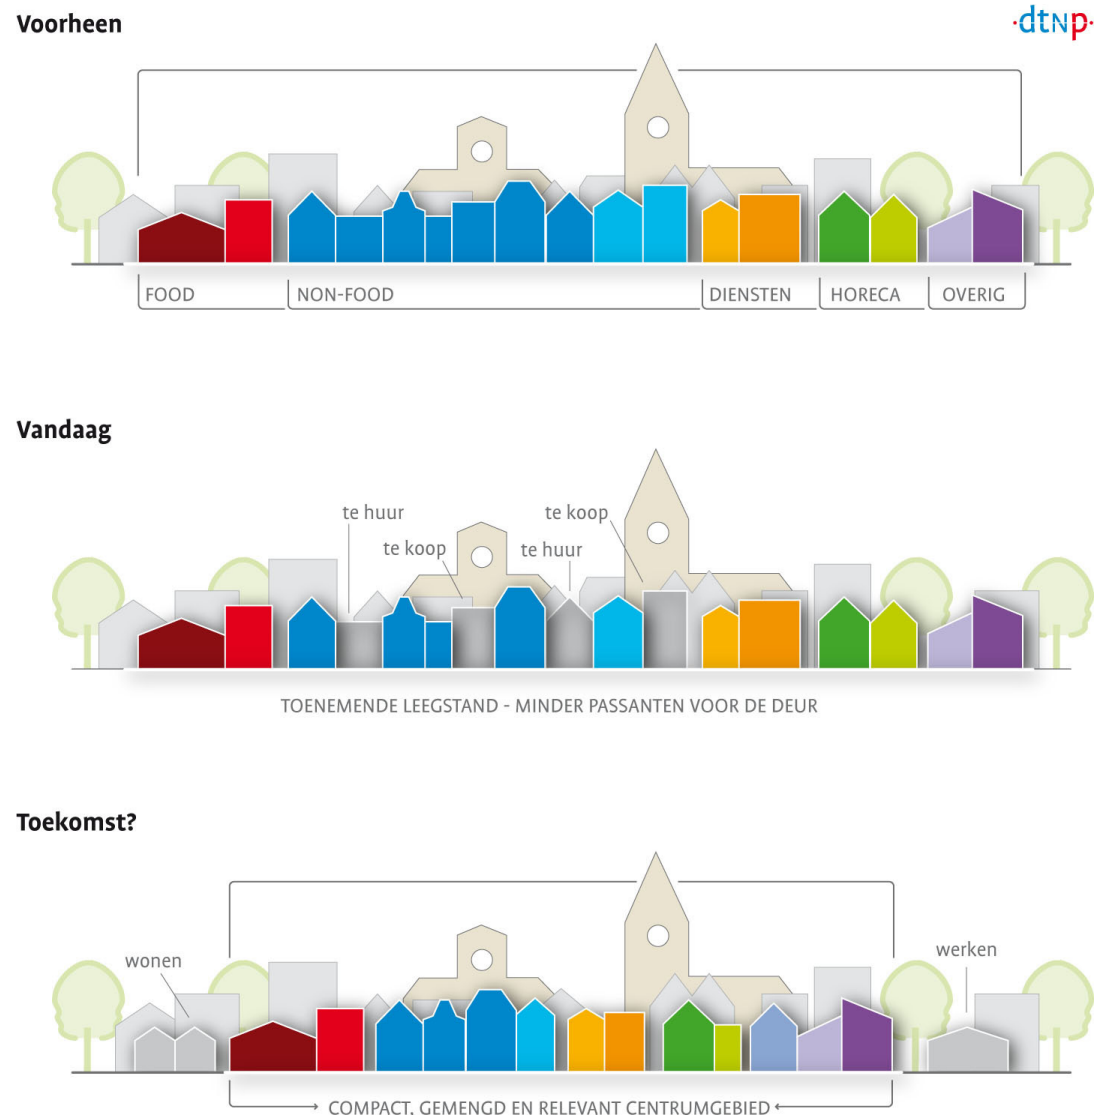 Voorheen
·dtnp·
FOOD
NON-FOOD
DIENSTEN
HORECA
OVERIG
Vandaag
te huur
te koop
te koop
te huur
TOENEMENDE LEEGSTAND - MINDER PASSANTEN VOOR DE DEUR
Toekomst?
wonen
werken
COMPACT, GEMENGD EN RELEVANT CENTRUMGEBIED